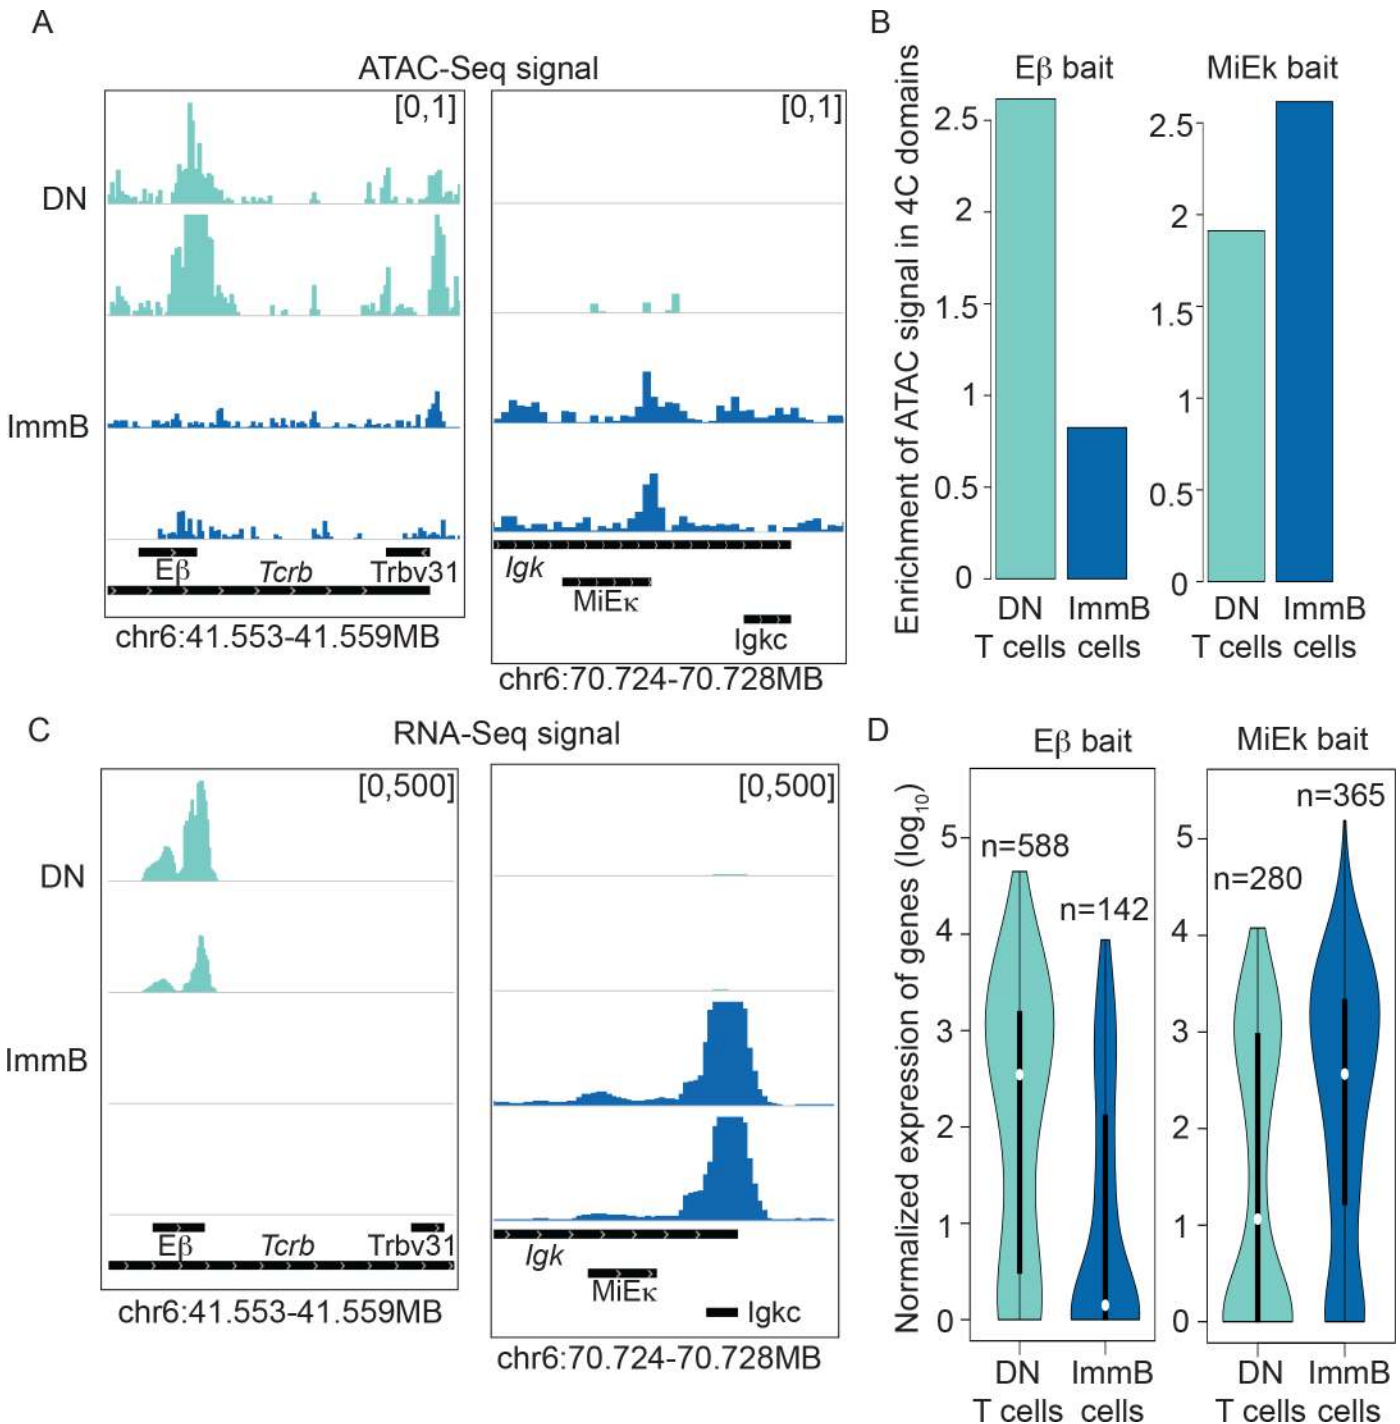 A
ATAC-Seq signal
[0,1]
[0,1]
DN
ImmB
Eβ
Tcrb
Trbv31
chr6:41.553-41.559MB
Igk
MiEκ
Igkc
chr6:70.724-70.728MB
B
Eβ bait
MiEk bait
Enrichment of ATAC signal in 4C domains
2.5
2
1.5
1
0.5
0
2.5
2
1.5
1
0.5
0
DN
T cells
ImmB
cells
DN
T cells
ImmB
cells
C
RNA-Seq signal
[0,500]
[0,500]
DN
ImmB
Eβ
Tcrb
Trbv31
chr6:41.553-41.559MB
Igk
MiEκ
Igkc
chr6:70.724-70.728MB
D
Eβ bait
MiEk bait
Normalized expression of genes (log10)
n=588
n=142
n=280
n=365
5
4
3
2
1
0
5
4
3
2
1
0
DN
T cells
ImmB
cells
DN
T cells
ImmB
cells